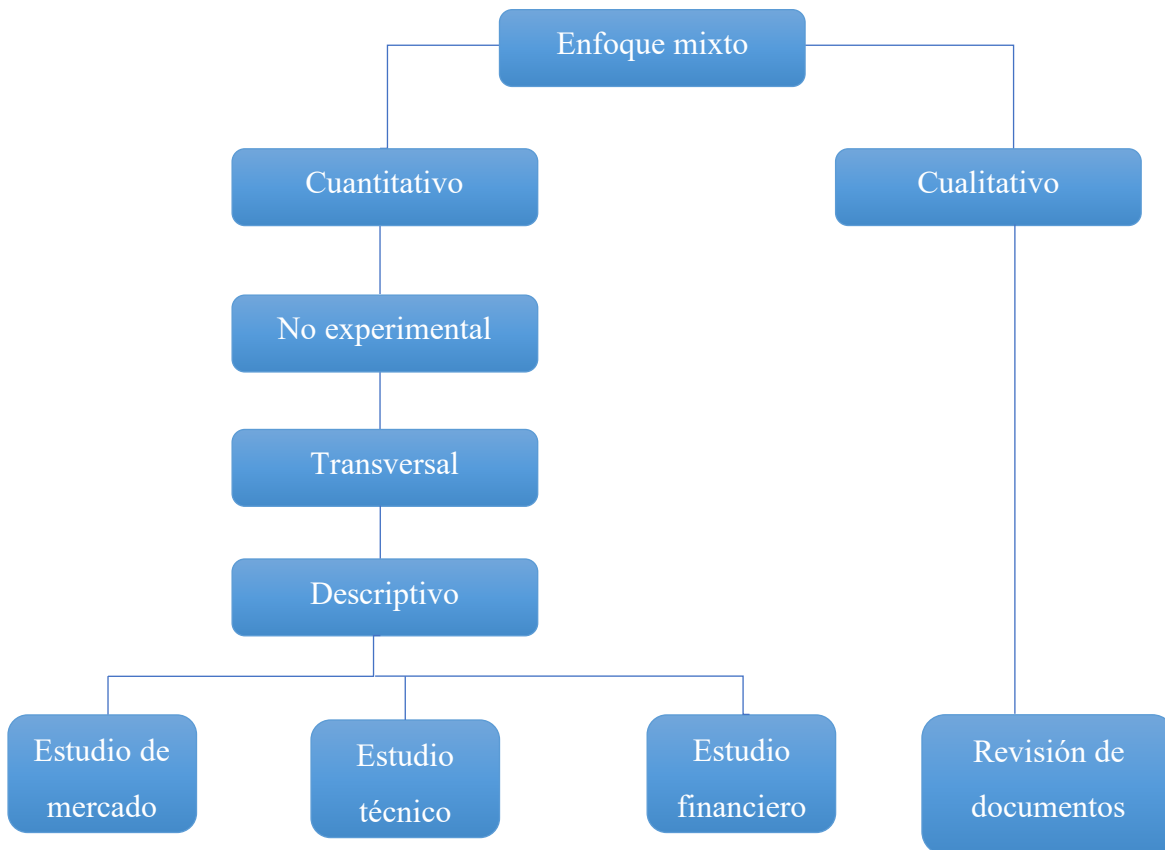 Enfoque mixto
Cuantitativo
Cualitativo
No experimental
Transversal
Descriptivo
Estudio de
mercado
Estudio
técnico
Estudio
financiero
Revisión de
documentos